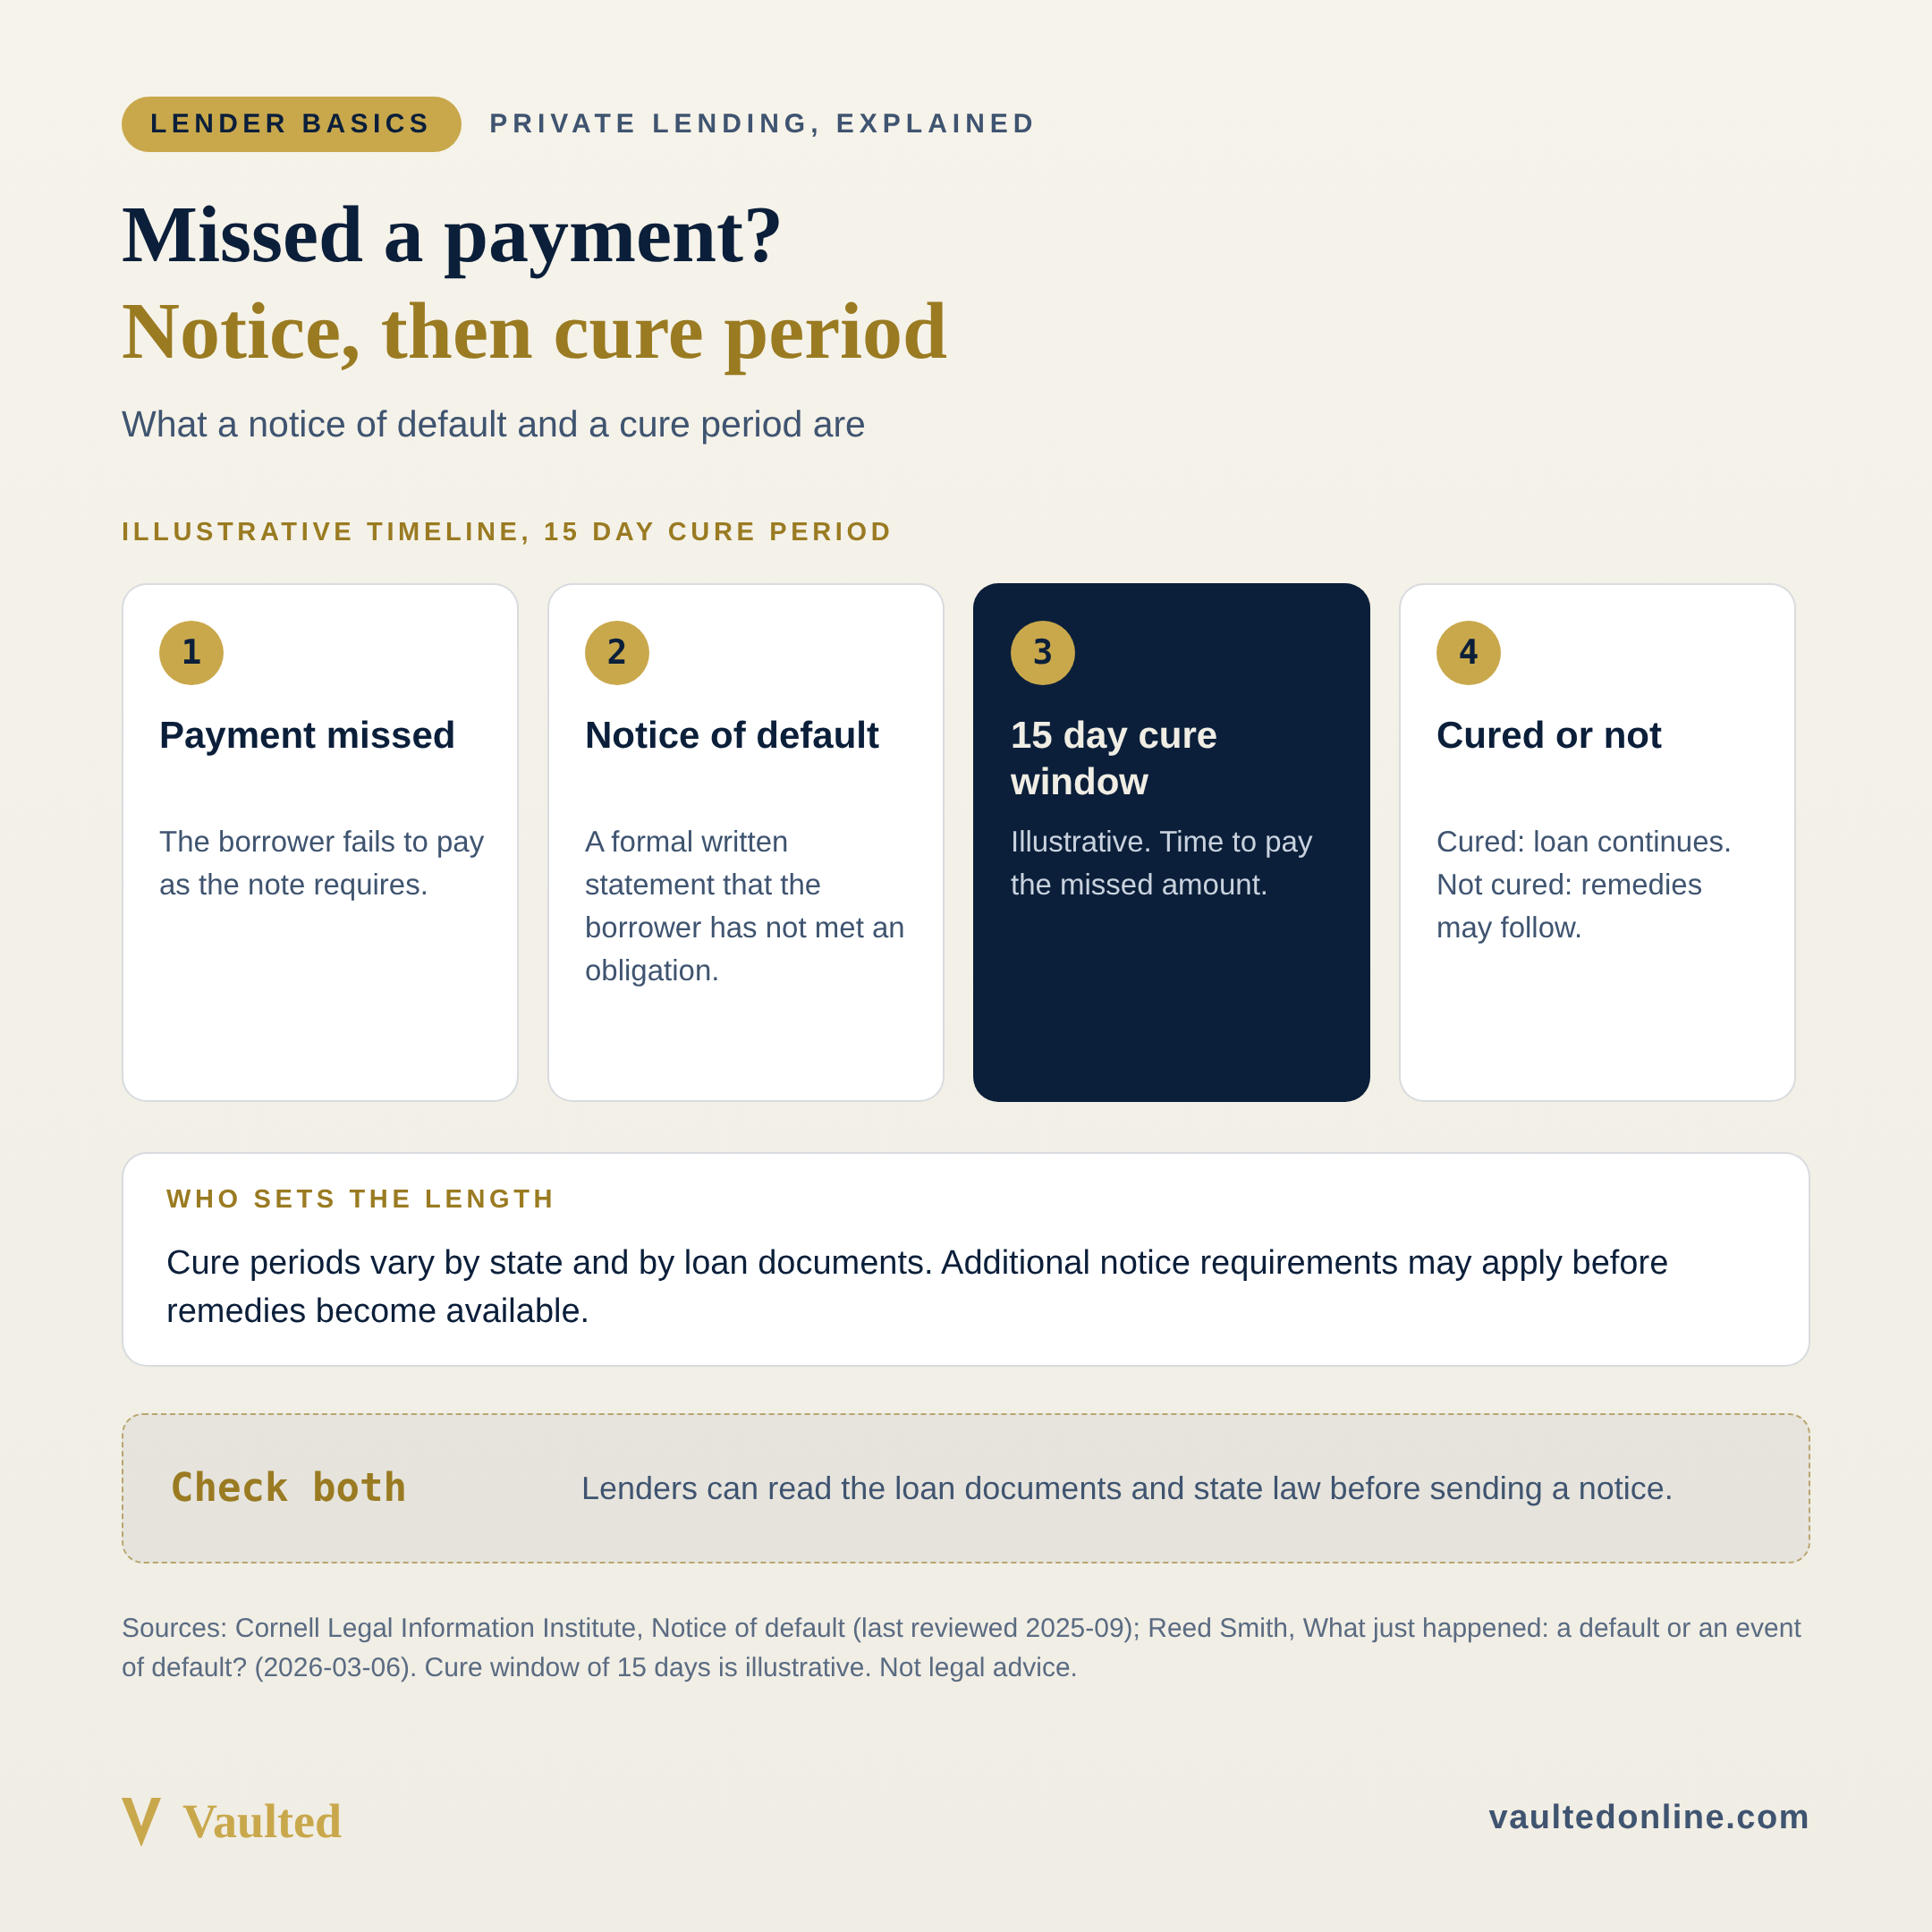 LENDER BASICS
PRIVATE LENDING, EXPLAINED
Missed a payment?
Notice, then cure period
What a notice of default and a cure period are
ILLUSTRATIVE TIMELINE, 15 DAY CURE PERIOD
1
Payment missed
The borrower fails to pay
as the note requires.
2
Notice of default
A formal written
statement that the
borrower has not met an
obligation.
3
15 day cure
window
Illustrative. Time to pay
the missed amount.
4
Cured or not
Cured: loan continues.
Not cured: remedies
may follow.
WHO SETS THE LENGTH
Cure periods vary by state and by loan documents. Additional notice requirements may apply before
remedies become available.
Check both
Lenders can read the loan documents and state law before sending a notice.
Sources: Cornell Legal Information Institute, Notice of default (last reviewed 2025-09); Reed Smith, What just happened: a default or an event
of default? (2026-03-06). Cure window of 15 days is illustrative. Not legal advice.
Vaulted
vaultedonline.com